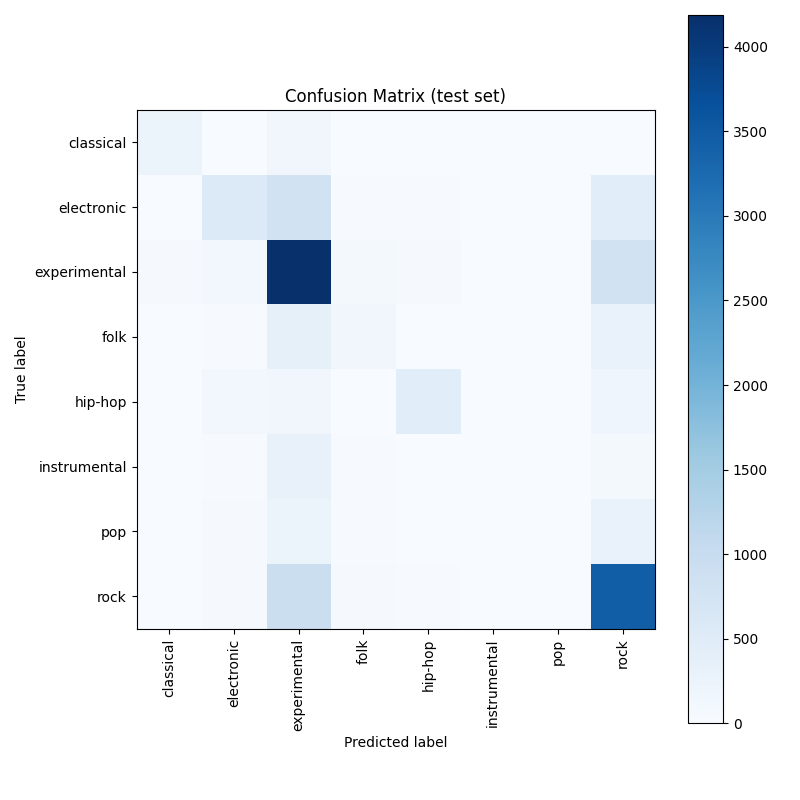 Confusion Matrix (test set)
True label
classical
electronic
experimental
folk
hip-hop
instrumental
pop
rock
classical
electronic
experimental
folk
hip-hop
instrumental
pop
rock
Predicted label
4000
3500
3000
2500
2000
1500
1000
500
0